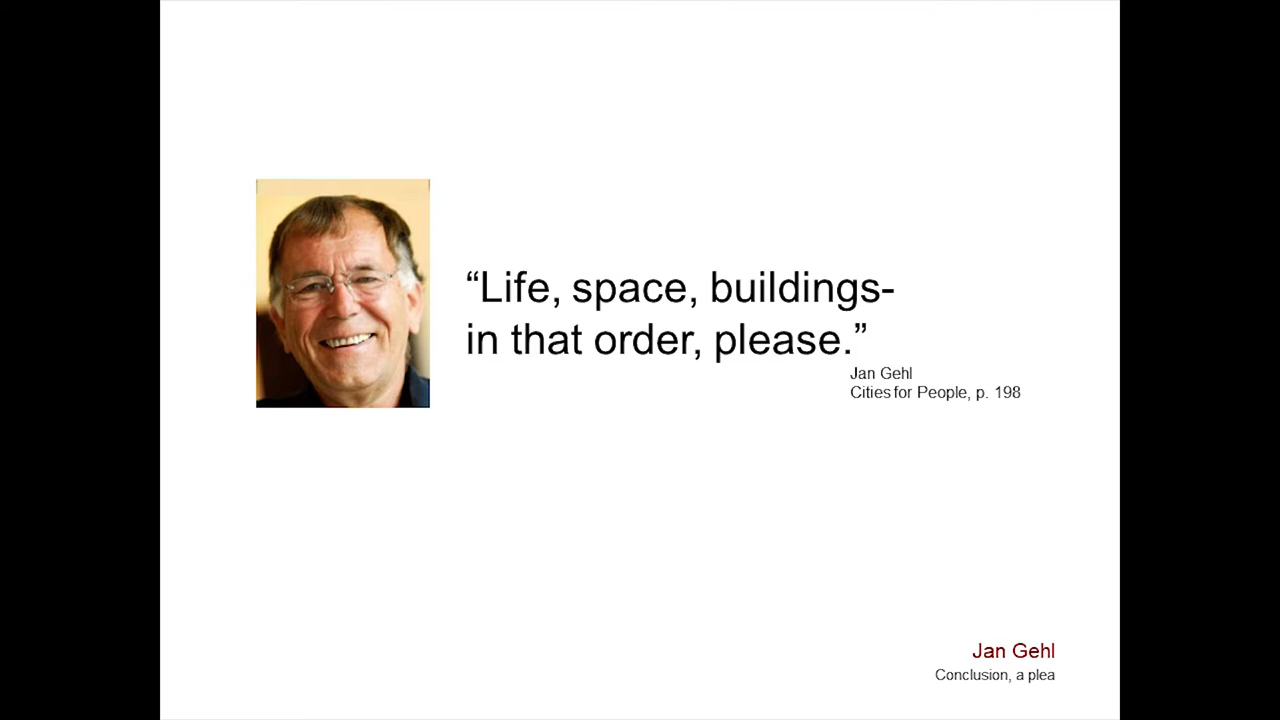 “Life, space, buildings-
in that order, please.”
Jan Gehl
Cities for People, p. 198
Jan Gehl
Conclusion, a plea